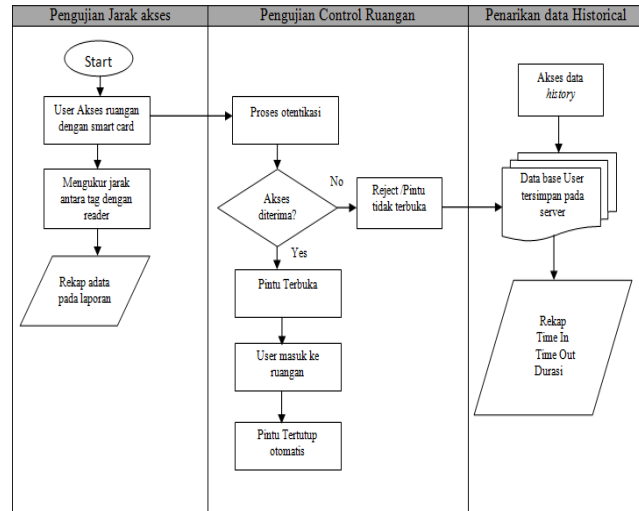 Pengujian Jarak akses
Pengujian Control Ruangan
Penarikan data Historical
Start
User Akses ruangan
dengan smart card
Mengukur jarak
antara tag dengan
reader
Rekap adata
pada laporan
Proses otentikasi
Akses
diterima?
No
Yes
Reject /Pintu
tidak terbuka
Pintu Terbuka
User masuk ke
ruangan
Pintu Tertutup
otomatis
Akses data
history
Data base User
tersimpan pada
server
Rekap
Time In
Time Out
Durasi